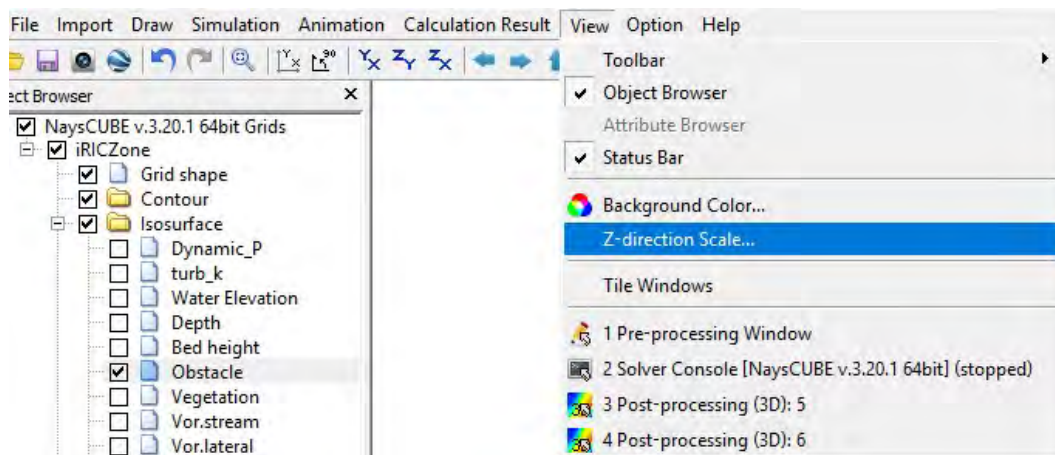 File Import Draw Simulation Animation Calculation Result View Option Help
ect Browser
NaysCUBE v.3.20.1 64bit Grids
iRICZone
Grid shape
Contour
Isosurface
Dynamic_P
turb_k
Water Elevation
Depth
Bed height
Obstacle
Vegetation
Vor.stream
Vor.lateral
Toolbar
Object Browser
Attribute Browser
Status Bar
Background Color...
Z-direction Scale...
Tile Windows
1 Pre-processing Window
2 Solver Console [NaysCUBE v.3.20.1 64bit] (stopped)
3 Post-processing (3D): 5
4 Post-processing (3D): 6